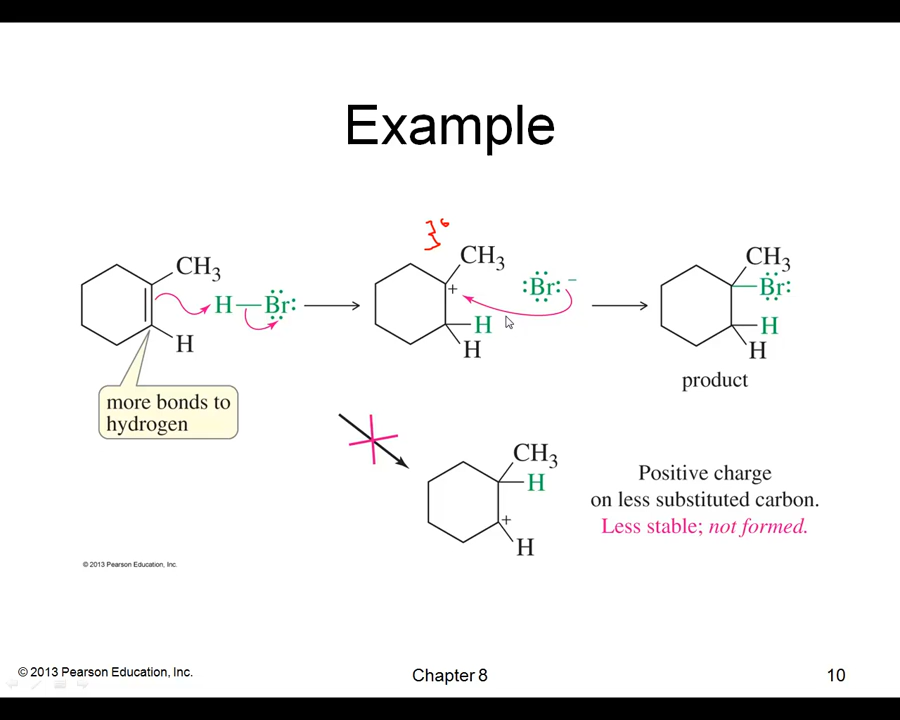 Example
3°
CH3
H—Br:
H
more bonds to
hydrogen
CH3
+
H
H
:Br: −
CH3
Br:
H
H
product
CH3
H
+
H
Positive charge
on less substituted carbon.
Less stable; not formed.
© 2013 Pearson Education, Inc.
© 2013 Pearson Education, Inc.
Chapter 8
10